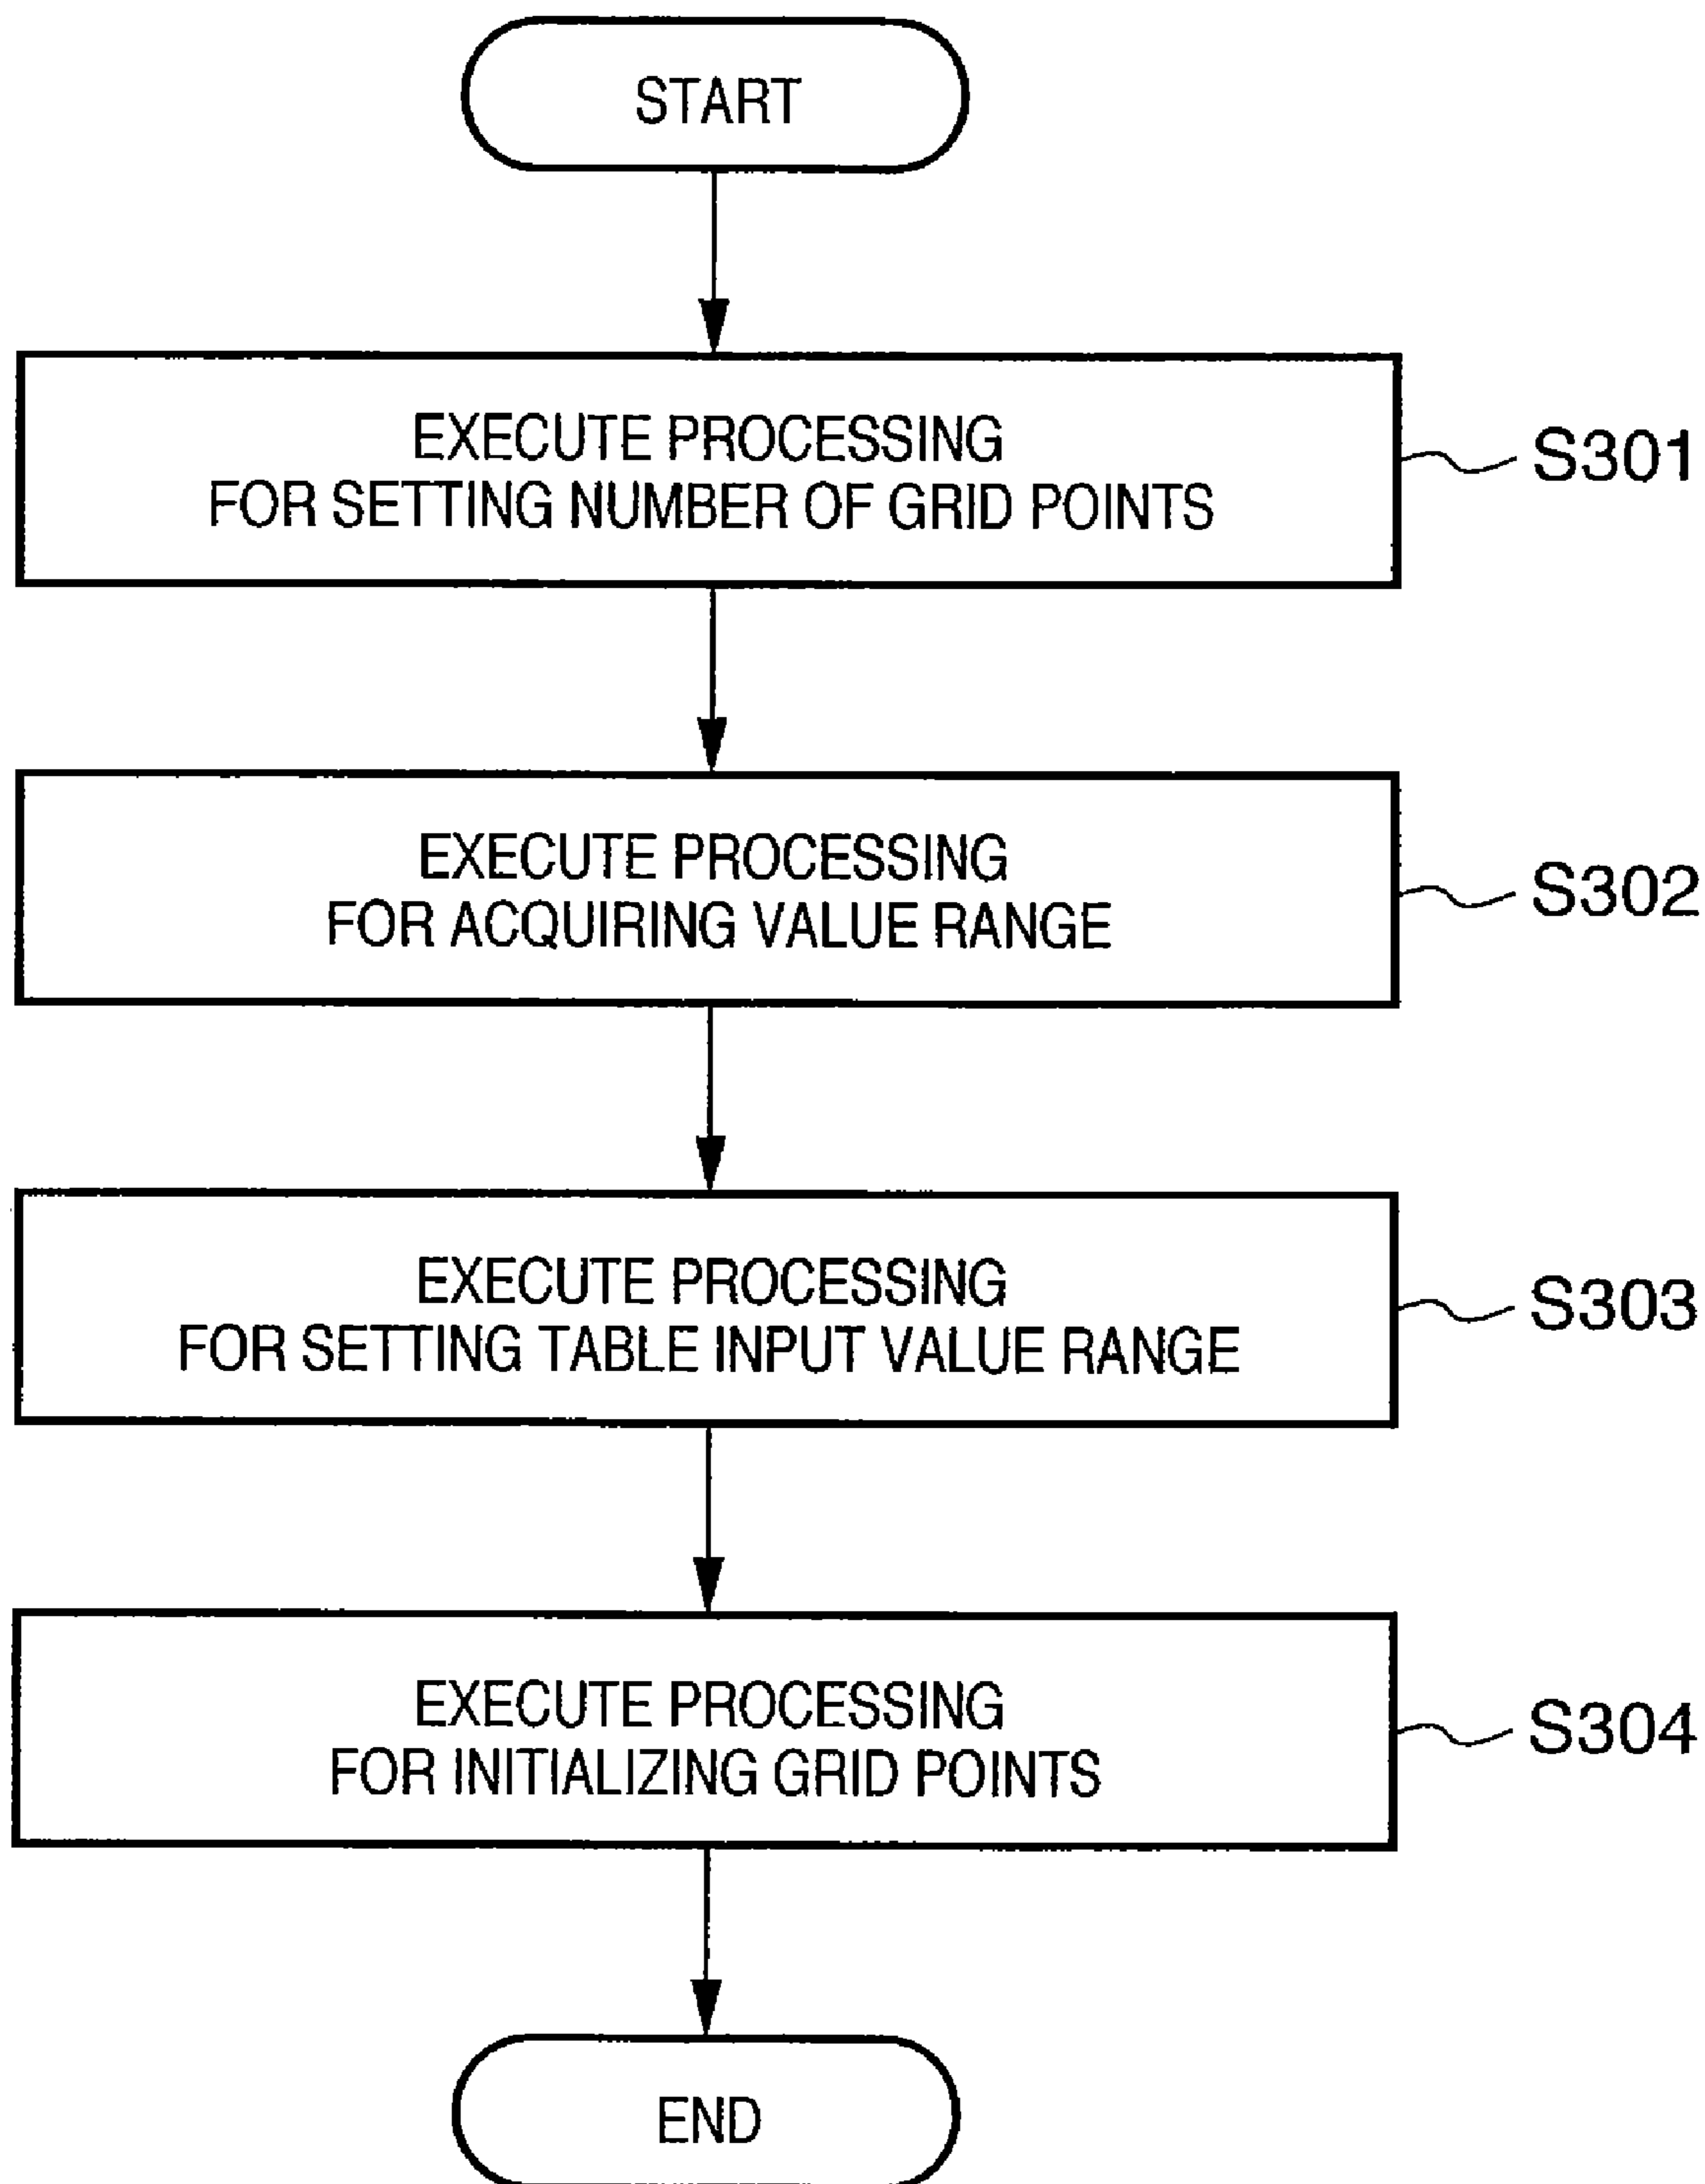 START
EXECUTE PROCESSING
FOR SETTING NUMBER OF GRID POINTS
S301
EXECUTE PROCESSING
FOR ACQUIRING VALUE RANGE
S302
EXECUTE PROCESSING
FOR SETTING TABLE INPUT VALUE RANGE
S303
EXECUTE PROCESSING
FOR INITIALIZING GRID POINTS
S304
END